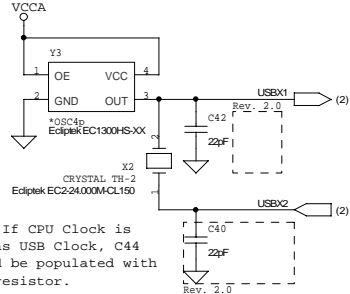 VCCA
Y3
1 OE VCC 4
2 GND OUT 3
*OSC4p
Ecliptek EC1300HS-XX
USBX1
(2)
Rev. 2.0
C42
22pF
2
X2
CRYSTAL TH-2
Ecliptek EC2-24.000M-CL150
1
USBX2
(2)
If CPU Clock is
as USB Clock, C44
d be populated with
resistor.
C40
22pF
Rev. 2.0